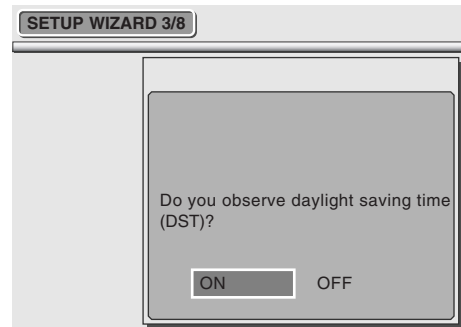 SETUP WIZARD 3/8
Do you observe daylight saving time
(DST)?
ON OFF